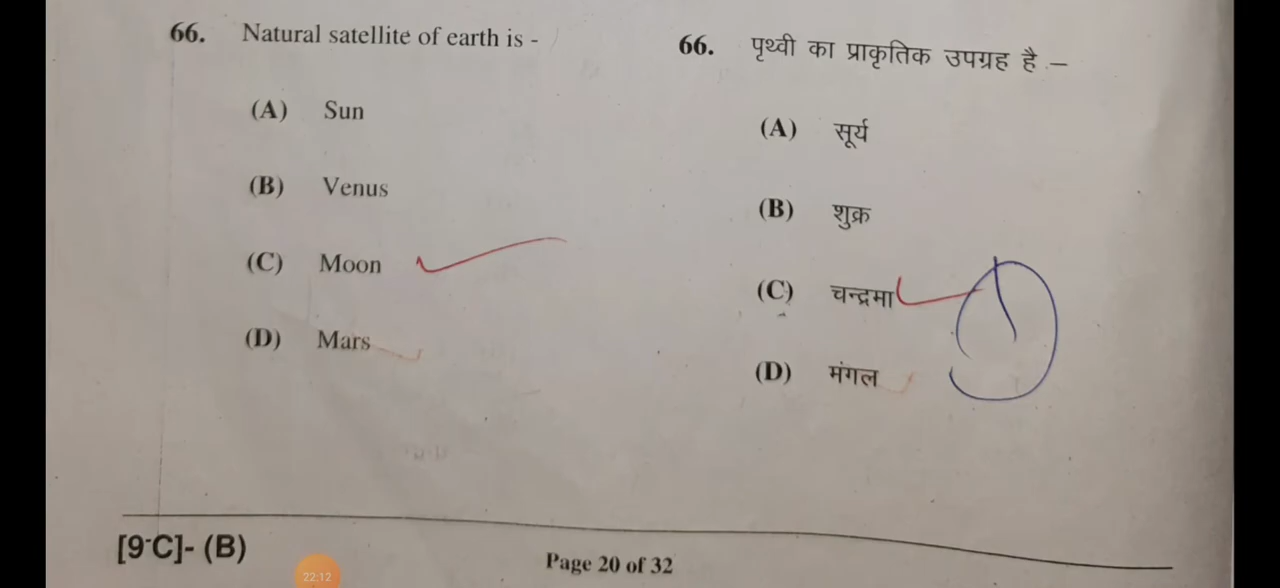 66. Natural satellite of earth is -
(A) Sun
(B) Venus
(C) Moon
(D) Mars
66. पृथ्वी का प्राकृतिक उपग्रह है –
(A) सूर्य
(B) शुक्र
(C) चन्द्रमा
(D) मंगल
[9-C]- (B)
Page 20 of 32
22:12